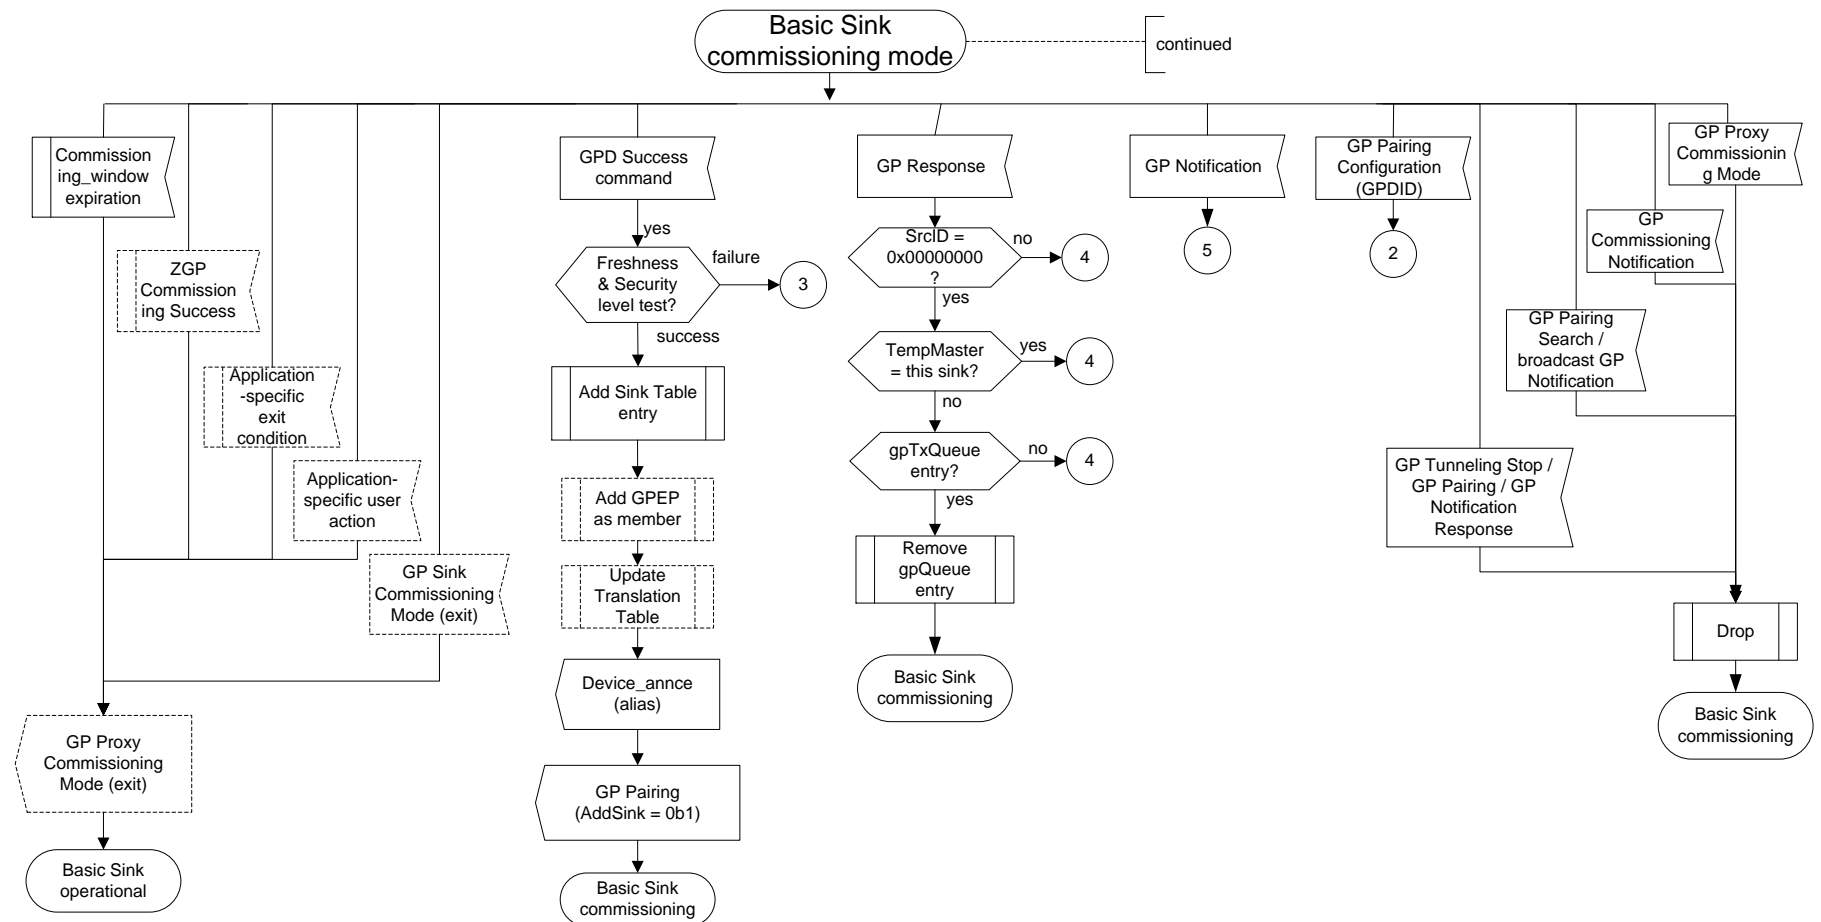 Basic Sink
commissioning mode
continued
Commission
ing_window
expiration
ZGP
Commission
ing Success
Application
-specific
exit
condition
Application-
specific user
action
GP Sink
Commissioning
Mode (exit)
GP Proxy
Commissioning
Mode (exit)
Basic Sink
operational
GPD Success
command
yes
Freshness
& Security
level test?
failure
3
success
Add Sink Table
entry
Add GPEP
as member
Update
Translation
Table
Device_annce
(alias)
GP Pairing
(AddSink = 0b1)
Basic Sink
commissioning
GP Response
SrcID =
0x00000000
?
no
4
yes
TempMaster
= this sink?
yes
4
no
gpTxQueue
entry?
no
4
yes
Remove
gpQueue
entry
Basic Sink
commissioning
GP Notification
5
GP Pairing
Configuration
(GPDID)
2
GP Proxy
Commissionin
g Mode
GP
Commissioning
Notification
GP Pairing
Search /
broadcast GP
Notification
GP Tunneling Stop /
GP Pairing / GP
Notification
Response
Drop
Basic Sink
commissioning